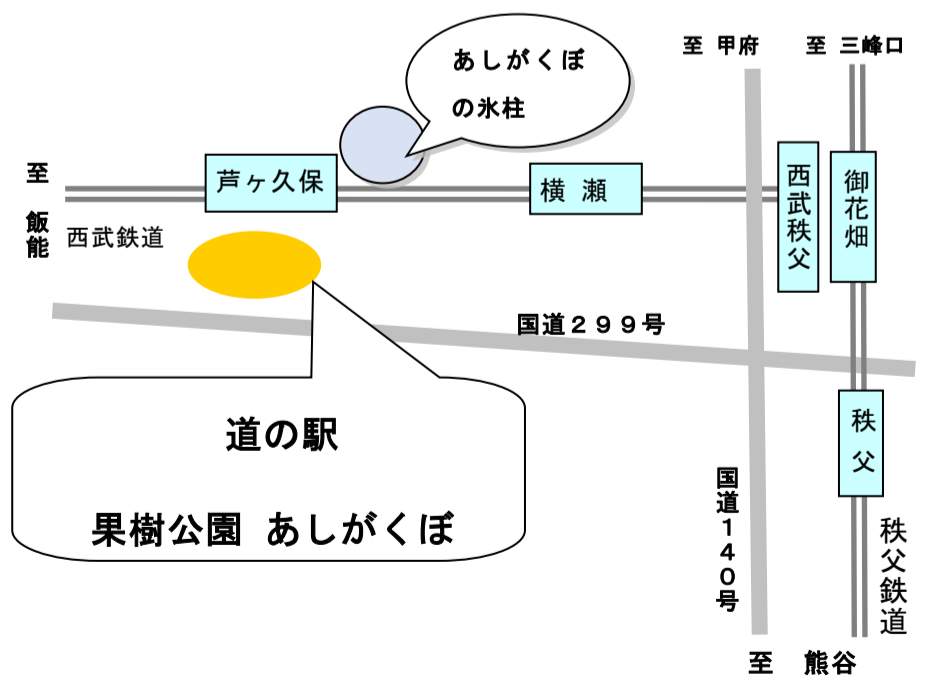 あしがくぼ
の氷柱
至 甲府
至 三峰口
至 飯能
西武鉄道
芦ヶ久保
横瀬
西武秩父
御花畑
国道２９９号
道の駅
果樹公園 あしがくぼ
秩父
国道１４０号
秩父鉄道
至 熊谷